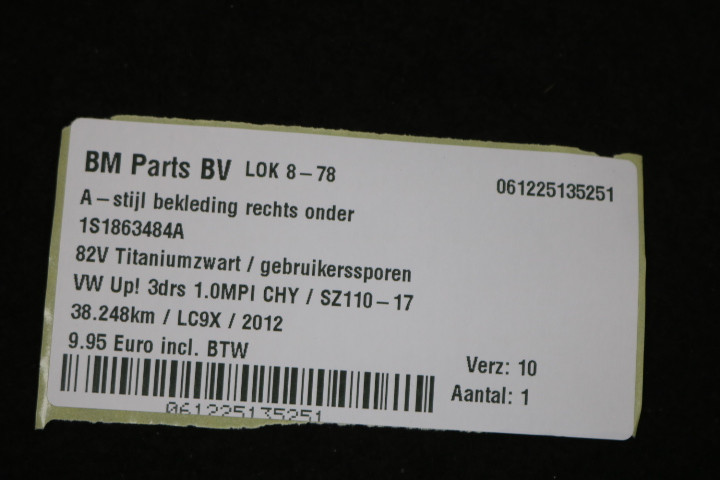 BM Parts BV LOK 8-78
061225135251
A-stijl bekleding rechts onder
1S1863484A
82V Titaniumzwart / gebruikerssporen
VW Up! 3drs 1.0MPI CHY / SZ110-17
38.248km / LC9X / 2012
9.95 Euro incl. BTW
Verz: 10
Aantal: 1
061225135251